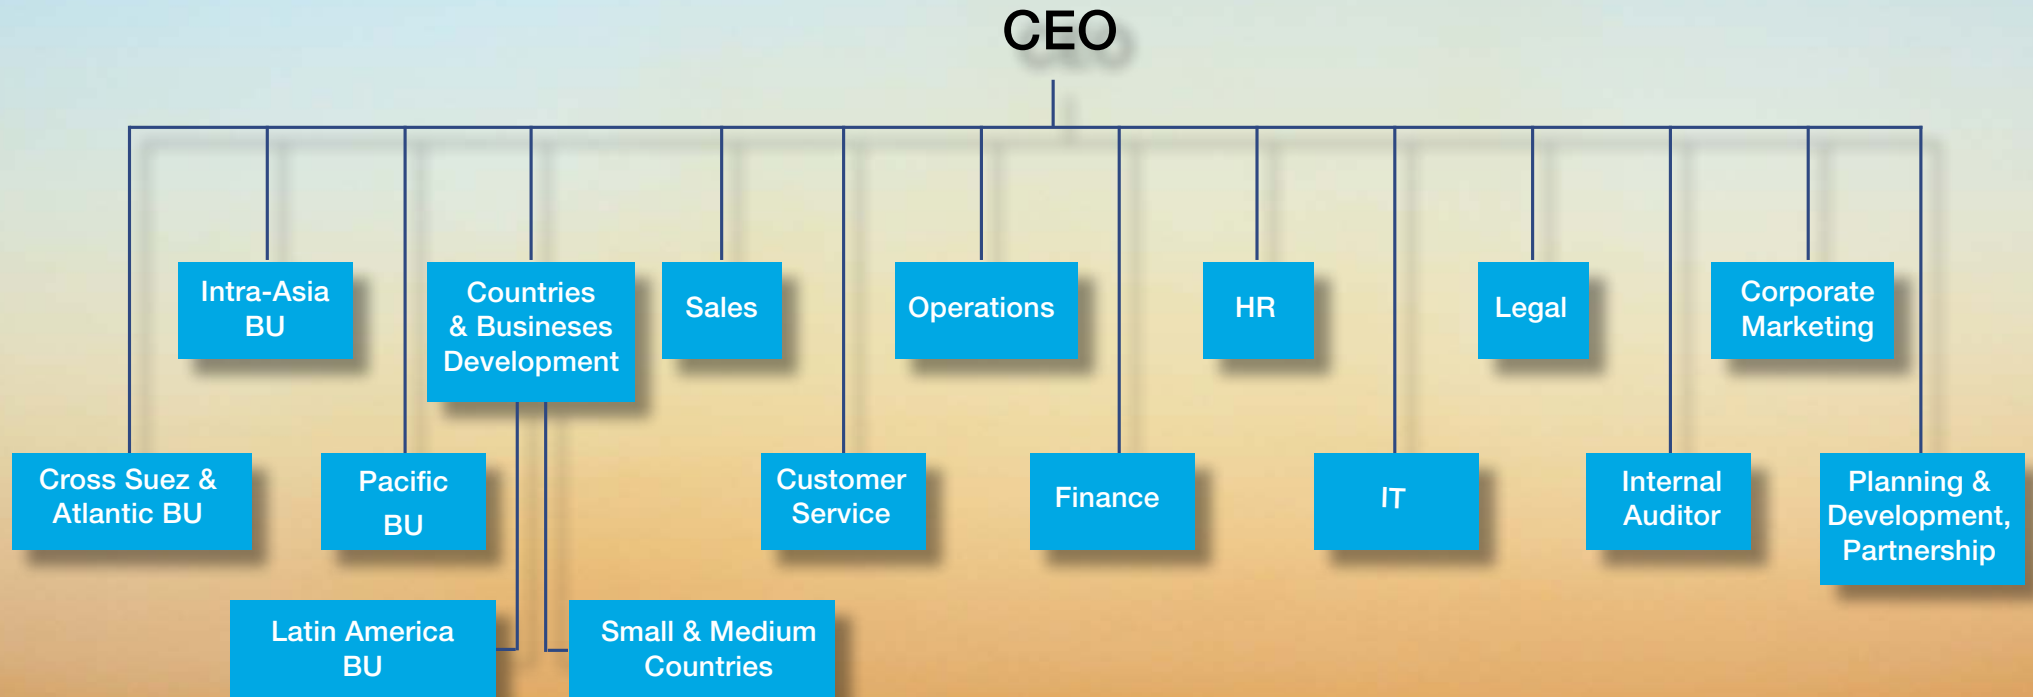 CEO
Intra-Asia
BU
Countries
& Busineses
Development
Sales
Operations
HR
Legal
Corporate
Marketing
Cross Suez &
Atlantic BU
Pacific
BU
Customer
Service
Finance
IT
Internal
Auditor
Planning &
Development,
Partnership
Latin America
BU
Small & Medium
Countries